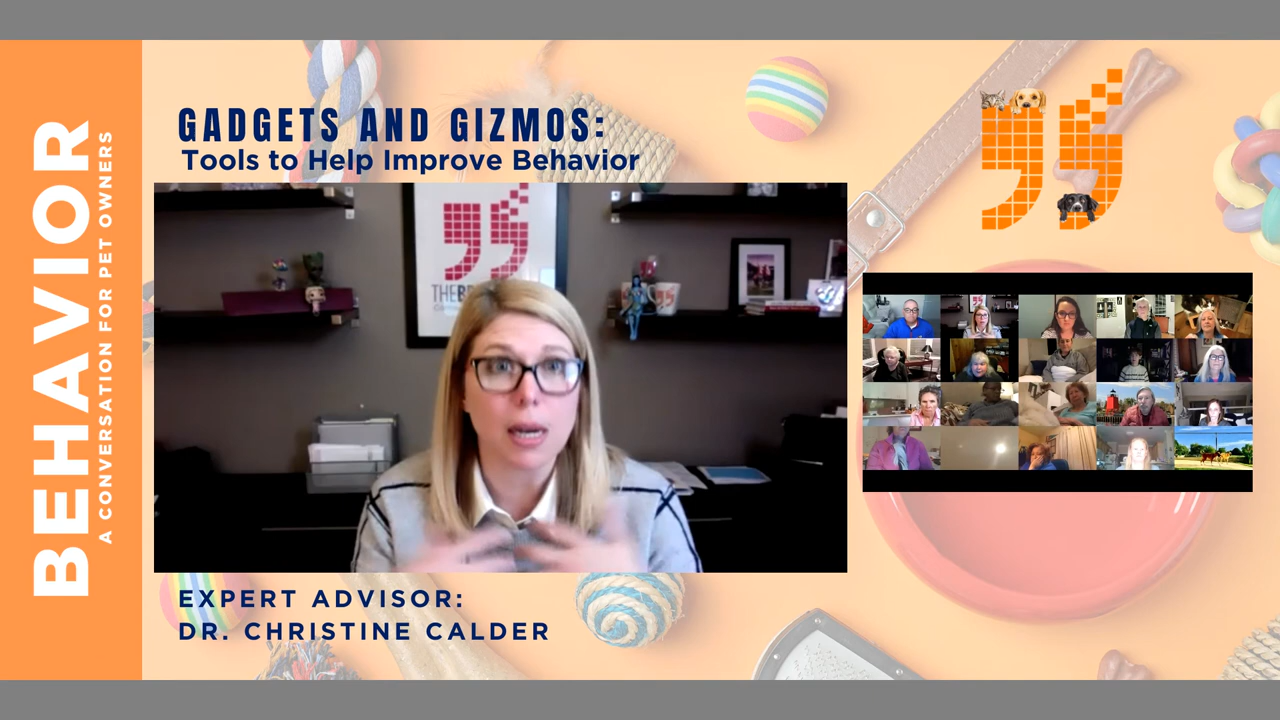 BEHAVIOR
A CONVERSATION FOR PET OWNERS
GADGETS AND GIZMOS:
Tools to Help Improve Behavior
EXPERT ADVISOR:
DR. CHRISTINE CALDER